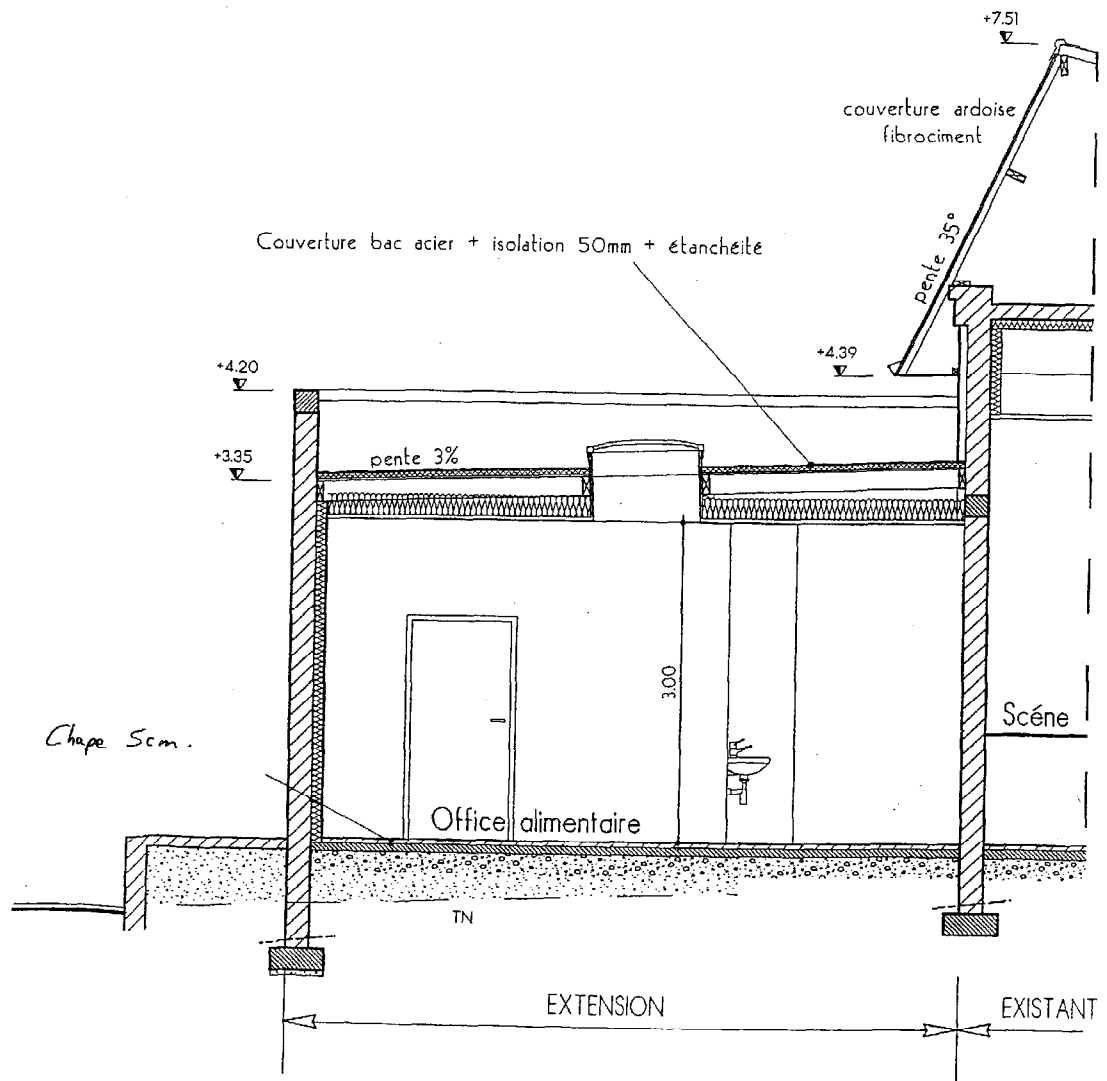 +7.51
couverture ardoise
fibrociment
pente 35°
Couverture bac acier + isolation 50mm + étanchéité
+4.39
+4.20
+3.35
pente 3%
3.00
Scéne
Chape 5cm.
Office alimentaire
TN
EXTENSION
EXISTANT